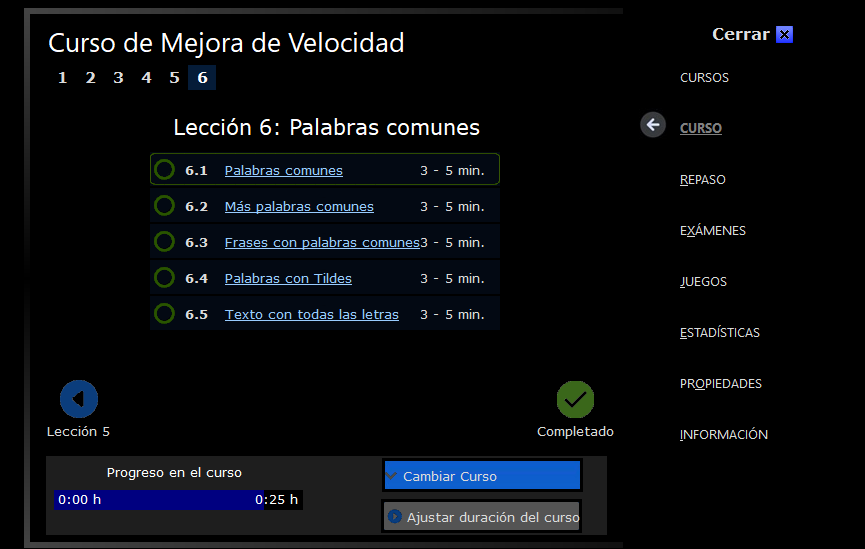 Curso de Mejora de Velocidad
1 2 3 4 5 6
Lección 6: Palabras comunes
6.1 Palabras comunes 3 - 5 min.
6.2 Más palabras comunes 3 - 5 min.
6.3 Frases con palabras comunes 3 - 5 min.
6.4 Palabras con Tildes 3 - 5 min.
6.5 Texto con todas las letras 3 - 5 min.
Lección 5
Completado
Progreso en el curso
0:00 h 0:25 h
Cambiar Curso
Ajustar duración del curso
Cerrar
CURSOS
CURSO
REPASO
EXÁMENES
JUEGOS
ESTADÍSTICAS
PROPIEDADES
INFORMACIÓN